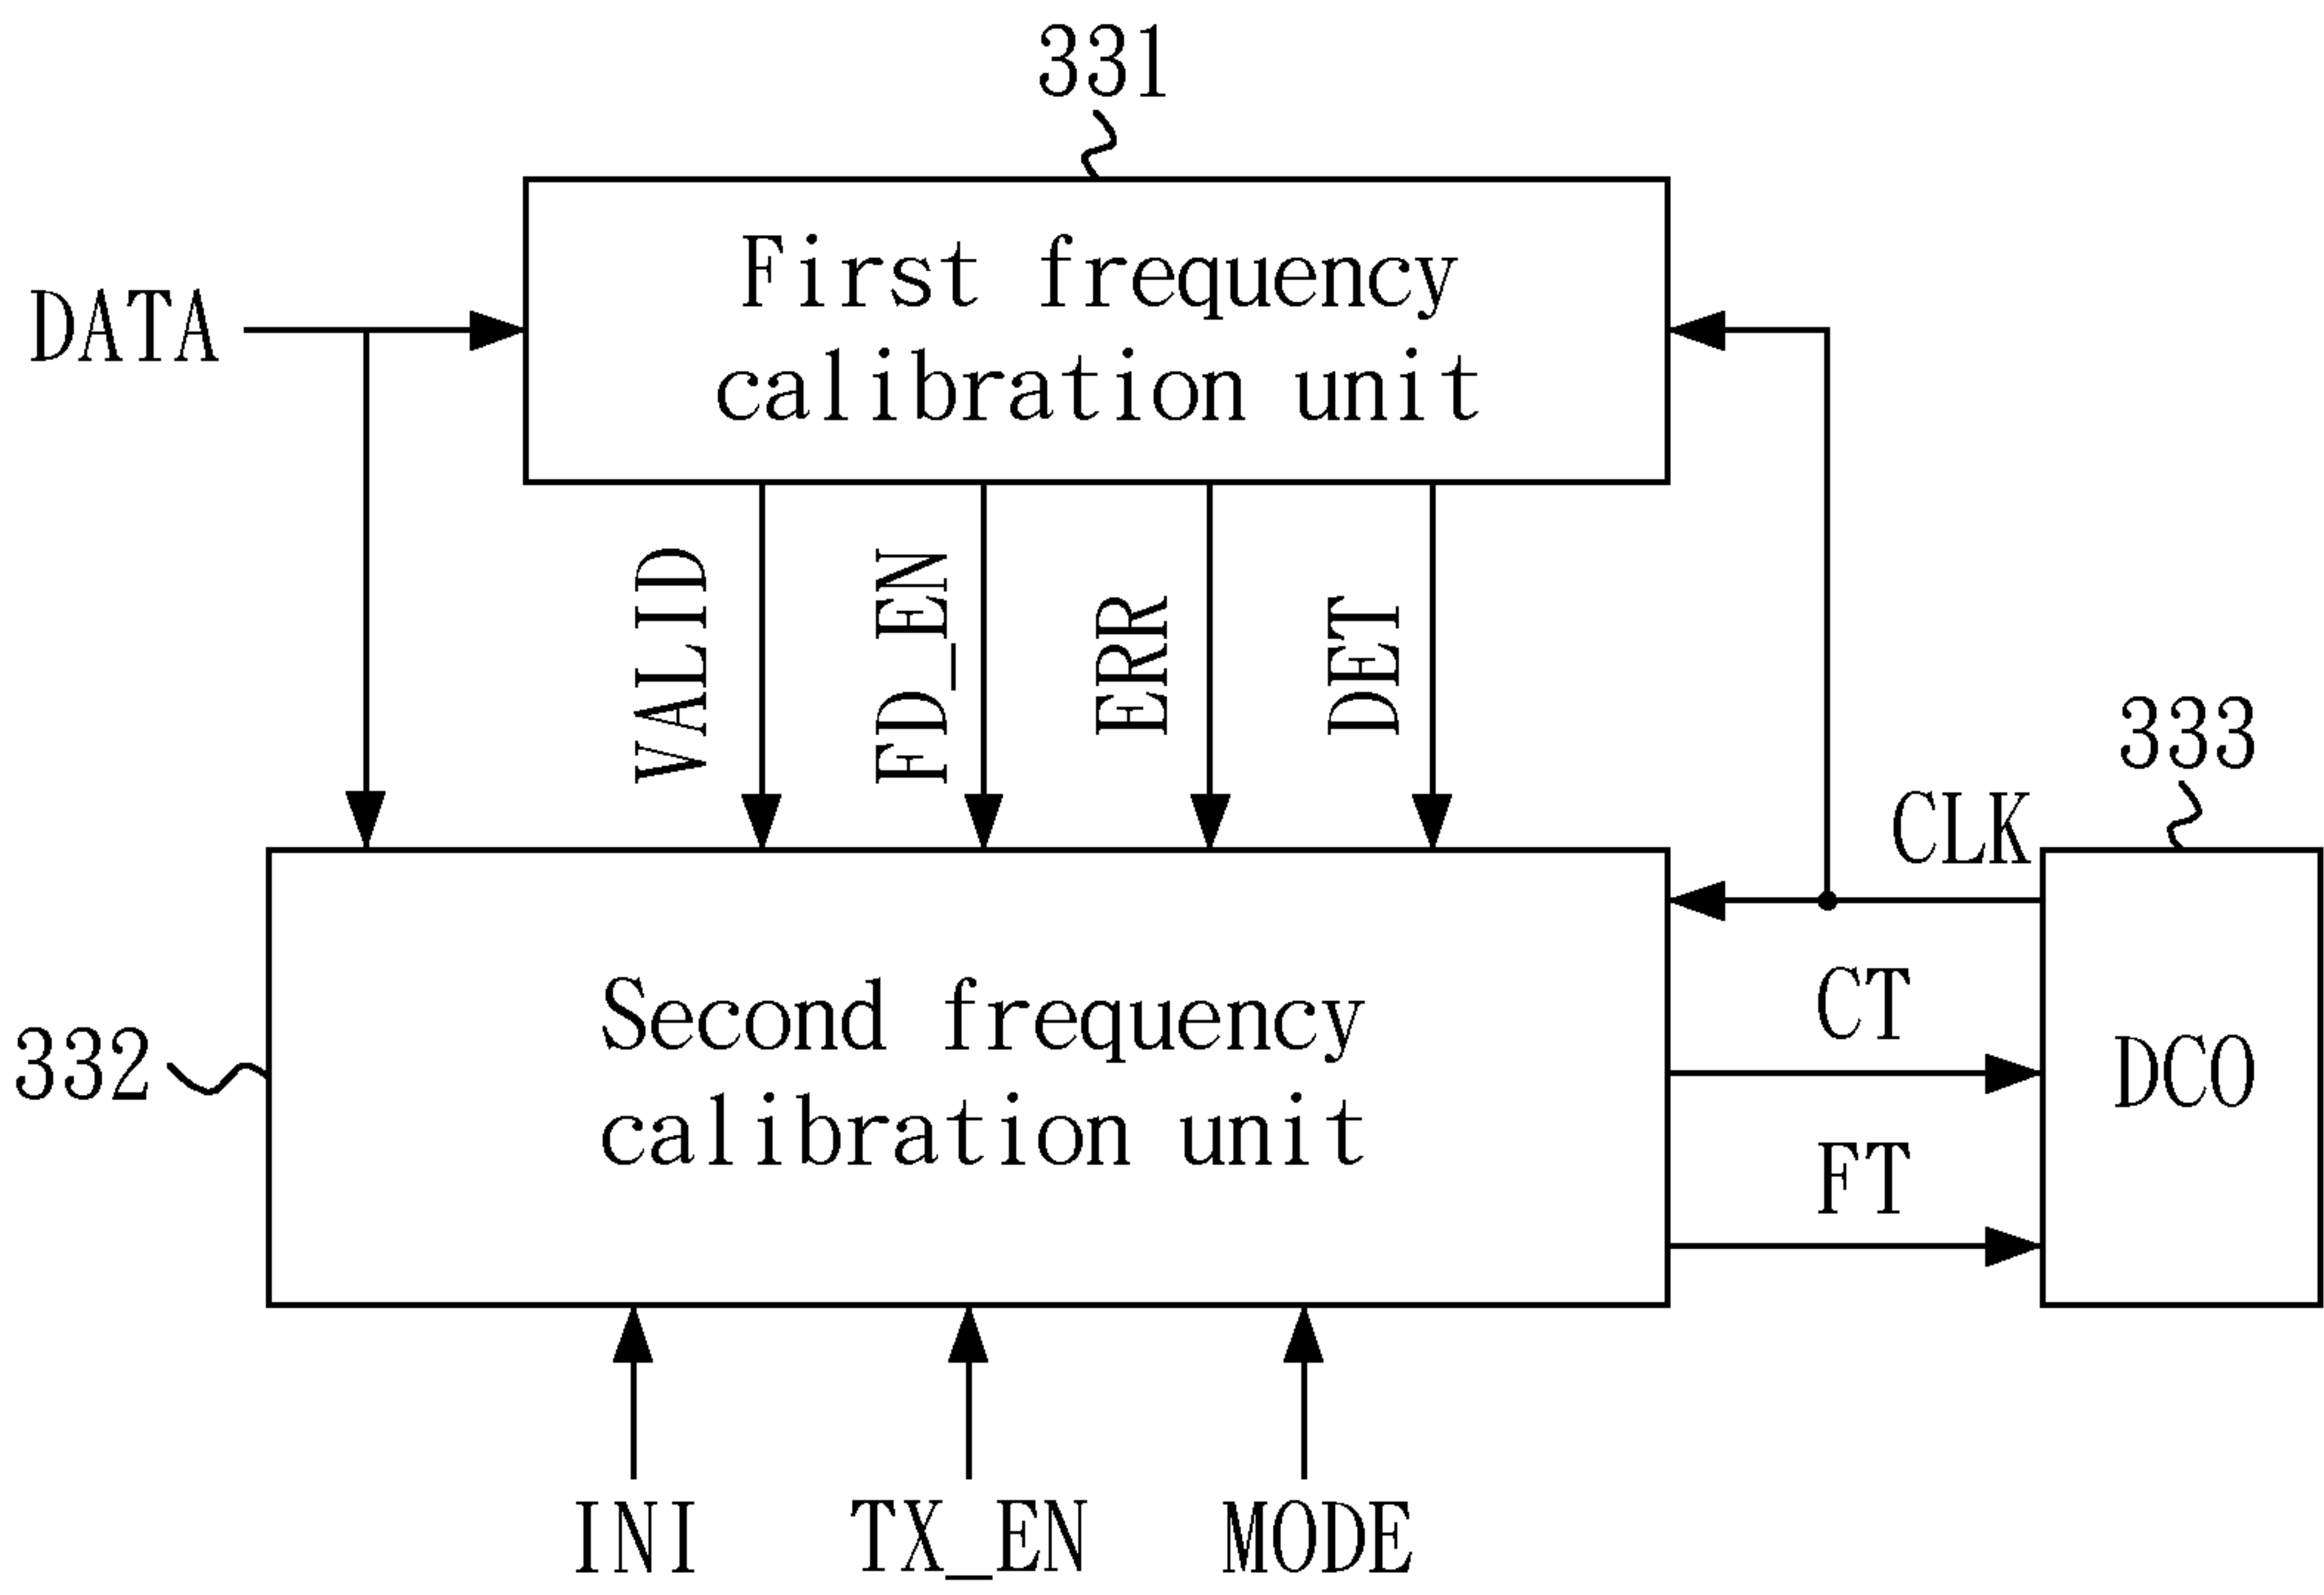 331
First frequency
calibration unit
DATA
VALID
FD_EN
ERR
DET
333
CLK
Second frequency
calibration unit
332
CT
DCO
FT
INI
TX_EN
MODE